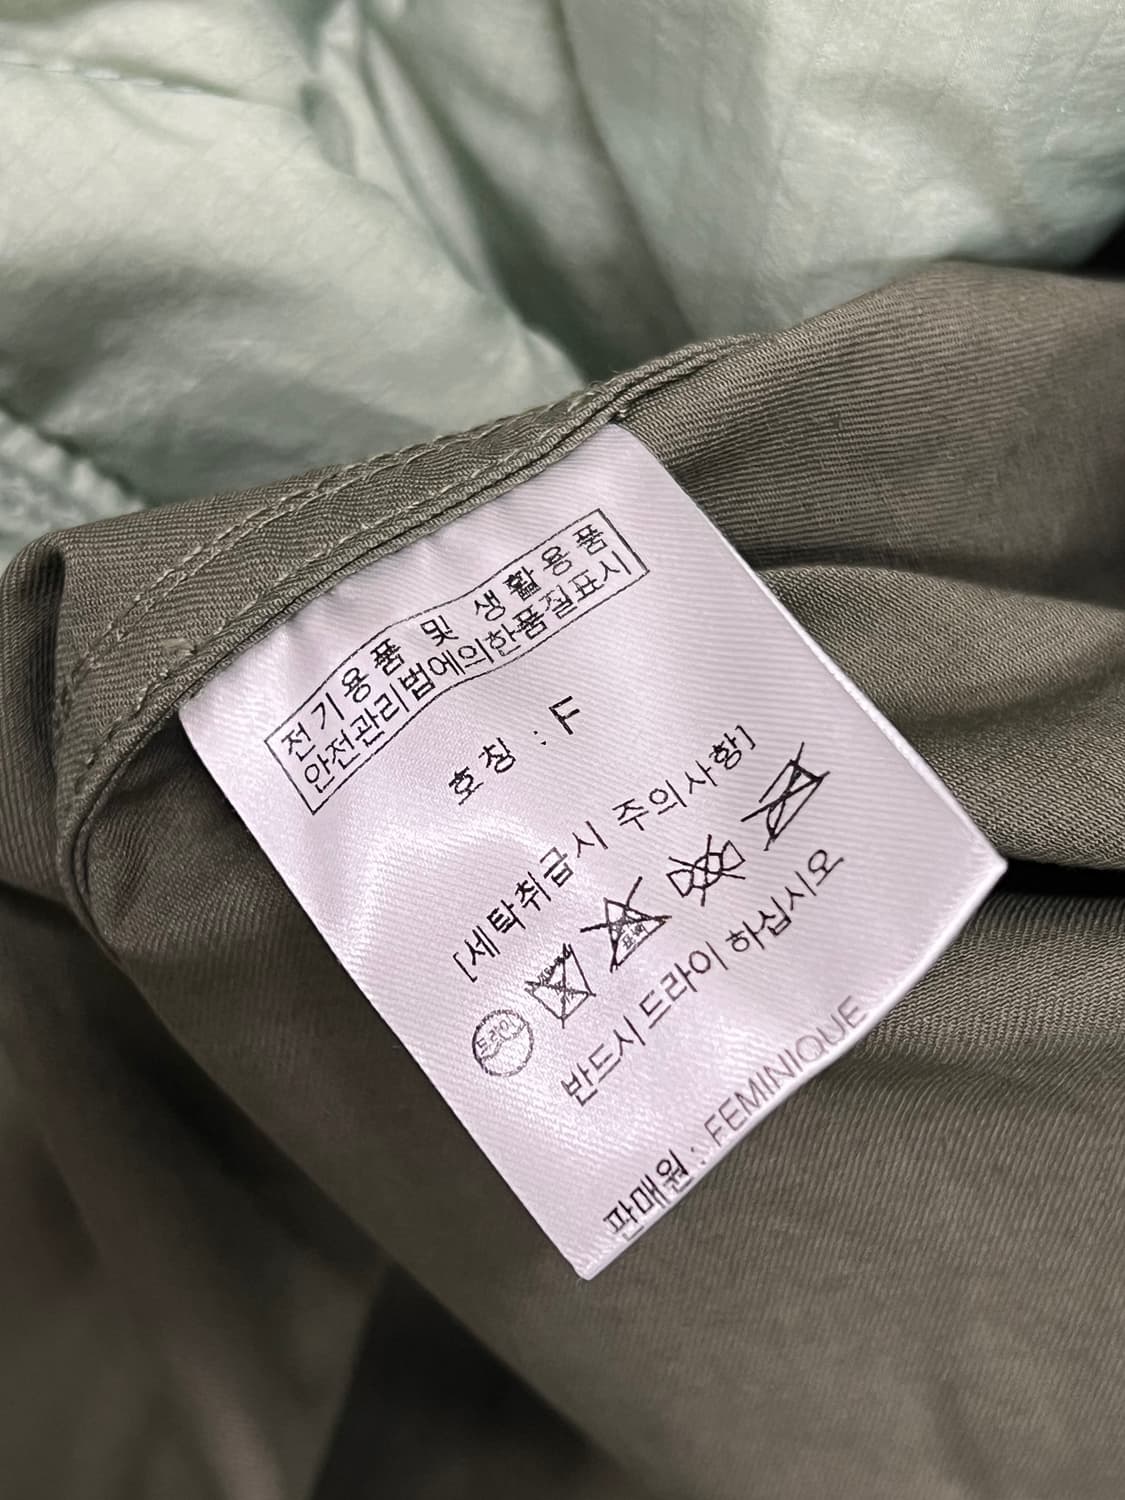 전기용품 및 생활용품
안전관리법에의한품질표시
호칭 : F
[세탁취급시 주의사항]
드라이
표백
반드시 드라이 하십시오
판매원 : FEMINIQUE